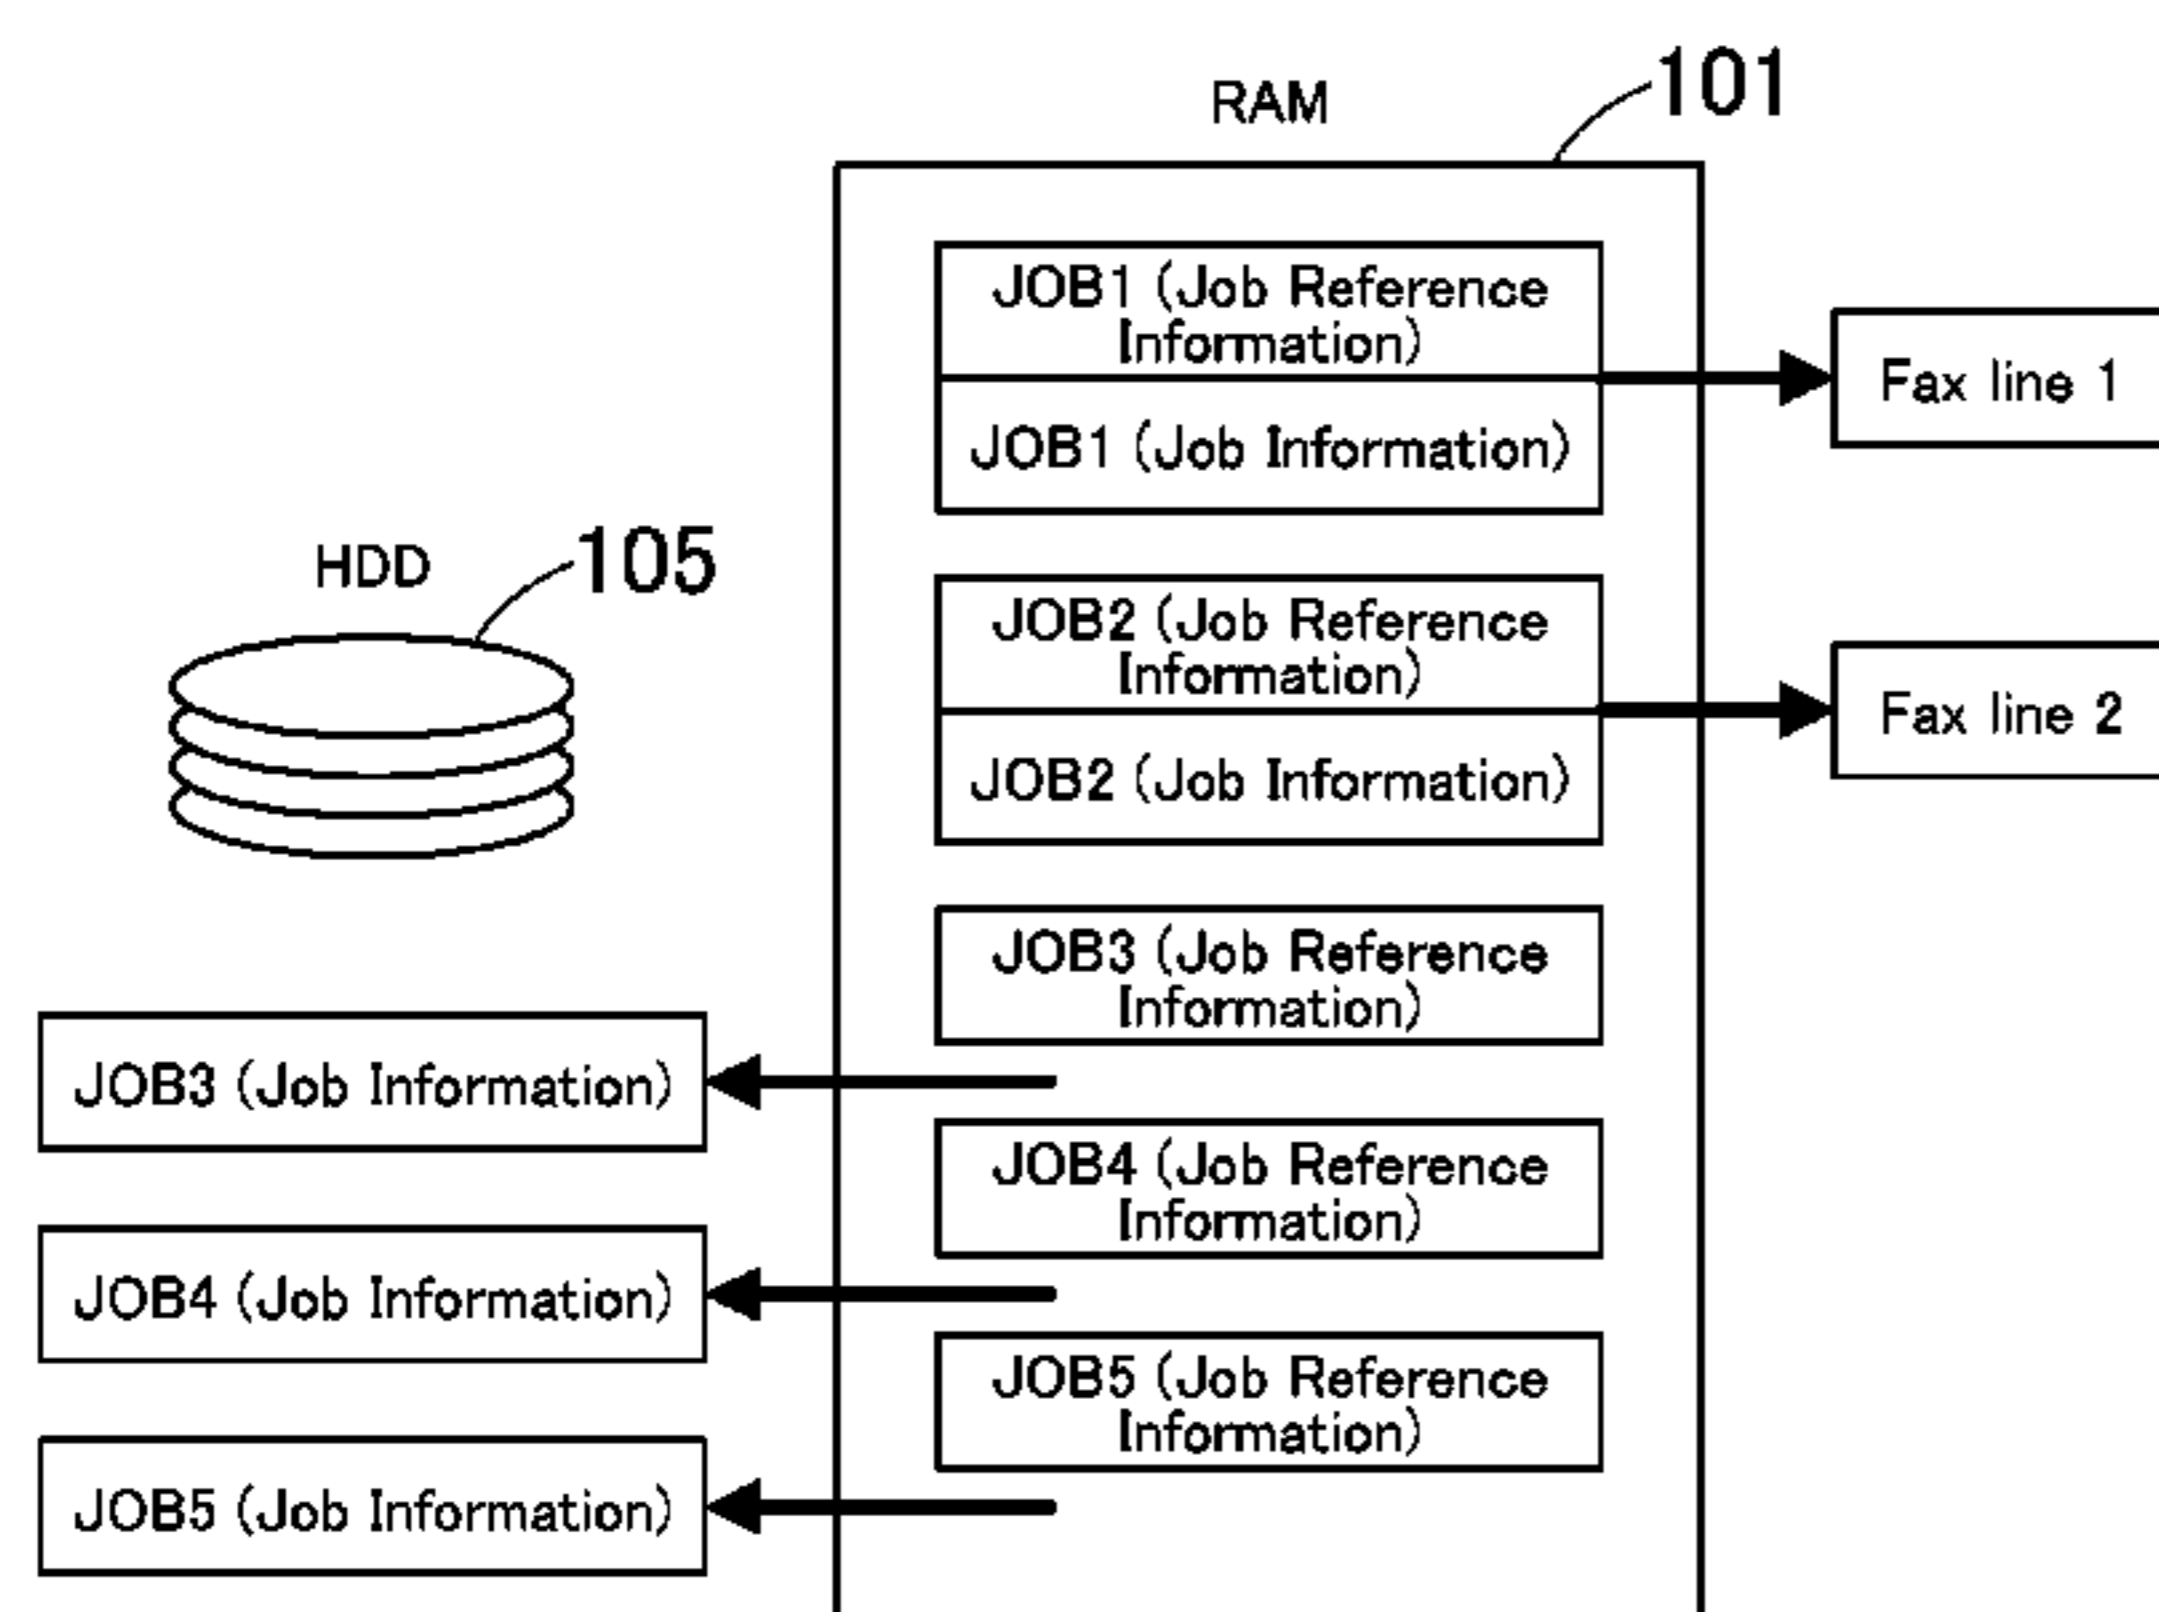 RAM
101
JOB1 (Job Reference
Information)
JOB1 (Job Information)
Fax line 1
HDD
105
JOB2 (Job Reference
Information)
JOB2 (Job Information)
Fax line 2
JOB3 (Job Reference
Information)
JOB3 (Job Information)
JOB4 (Job Reference
Information)
JOB4 (Job Information)
JOB5 (Job Reference
Information)
JOB5 (Job Information)